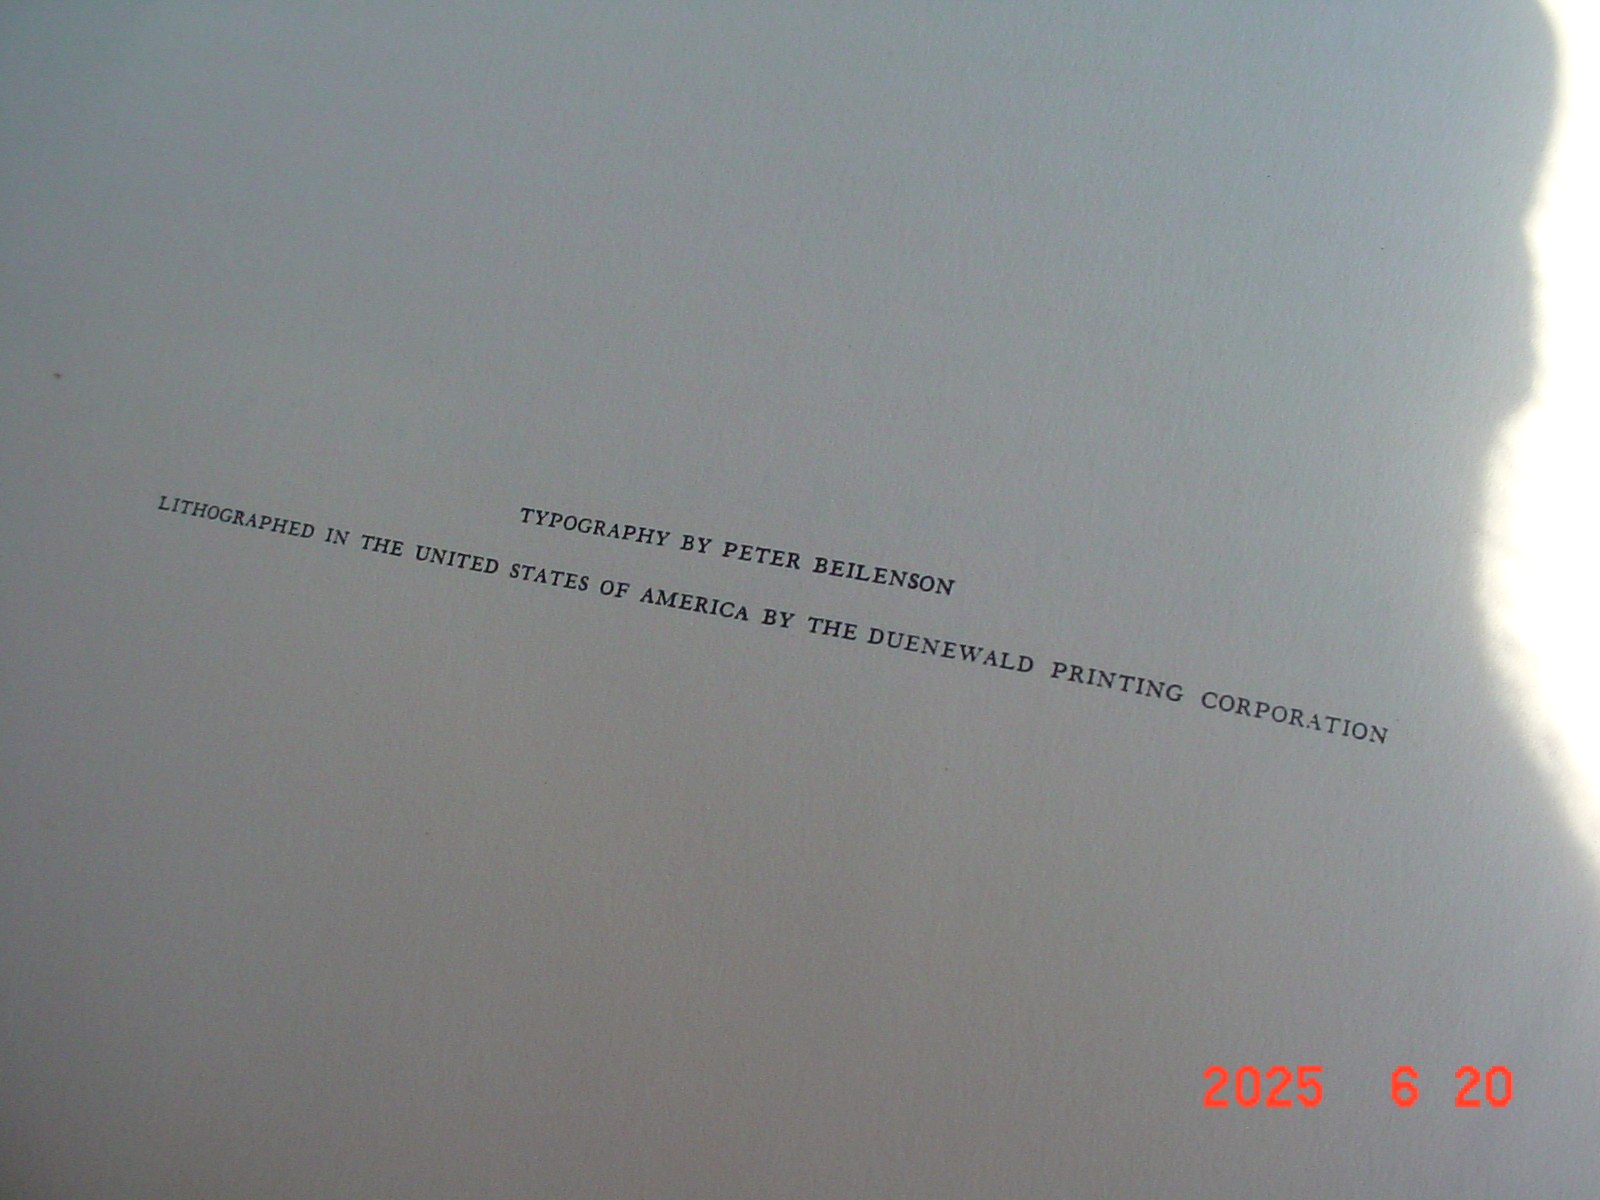 TYPOGRAPHY BY PETER BEILENSON
LITHOGRAPHED IN THE UNITED STATES OF AMERICA BY THE DUENEWALD PRINTING CORPORATION
2025 6 20